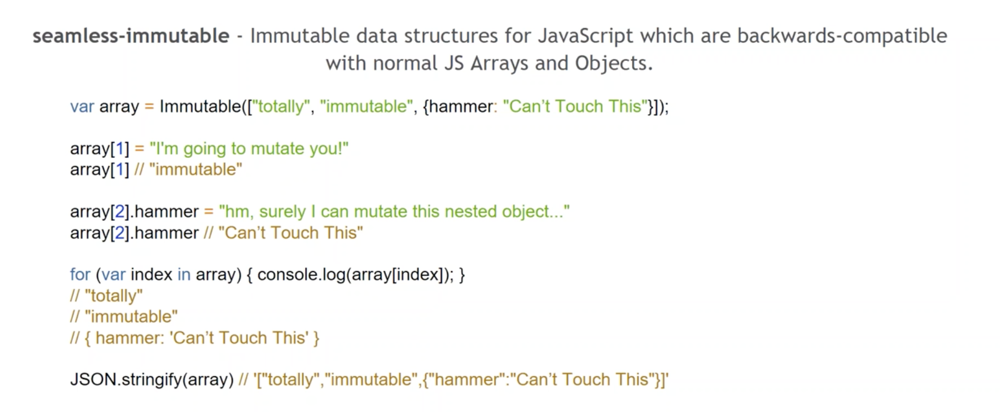 seamless-immutable - Immutable data structures for JavaScript which are backwards-compatible
with normal JS Arrays and Objects.
var array = Immutable(["totally", "immutable", {hammer: "Can’t Touch This"}]);
array[1] = "I'm going to mutate you!"
array[1] // "immutable"
array[2].hammer = "hm, surely I can mutate this nested object..."
array[2].hammer // "Can’t Touch This"
for (var index in array) { console.log(array[index]); }
// "totally"
// "immutable"
// { hammer: 'Can’t Touch This' }
JSON.stringify(array) // '["totally","immutable",{"hammer":"Can’t Touch This"}]'